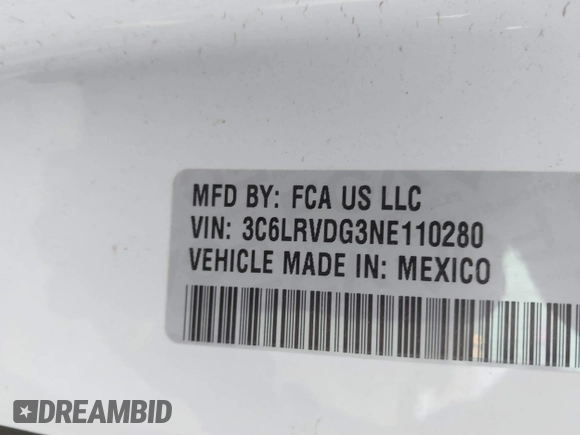 MFD BY: FCA US LLC
VIN: 3C6LRVDG3NE110280
VEHICLE MADE IN: MEXICO
DREAMBID